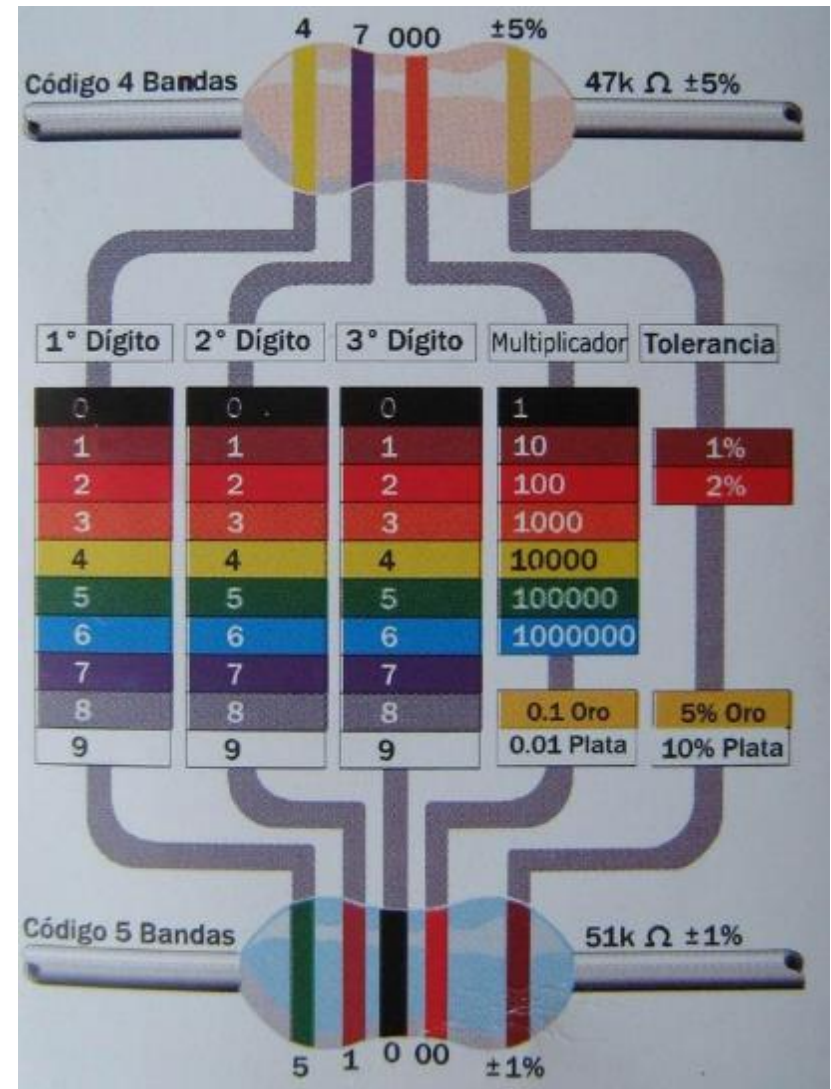 4 7 000 ±5%
Código 4 Bandas
47k Ω ±5%
1° Dígito 2° Dígito 3° Dígito Multiplicador Tolerancia
0 0 0 1
1 1 1 10 1%
2 2 2 100 2%
3 3 3 1000
4 4 4 10000
5 5 5 100000
6 6 6 1000000
7 7 7
8 8 8 0.1 Oro 5% Oro
9 9 9 0.01 Plata 10% Plata
Código 5 Bandas
51k Ω ±1%
5 1 0 00 ±1%